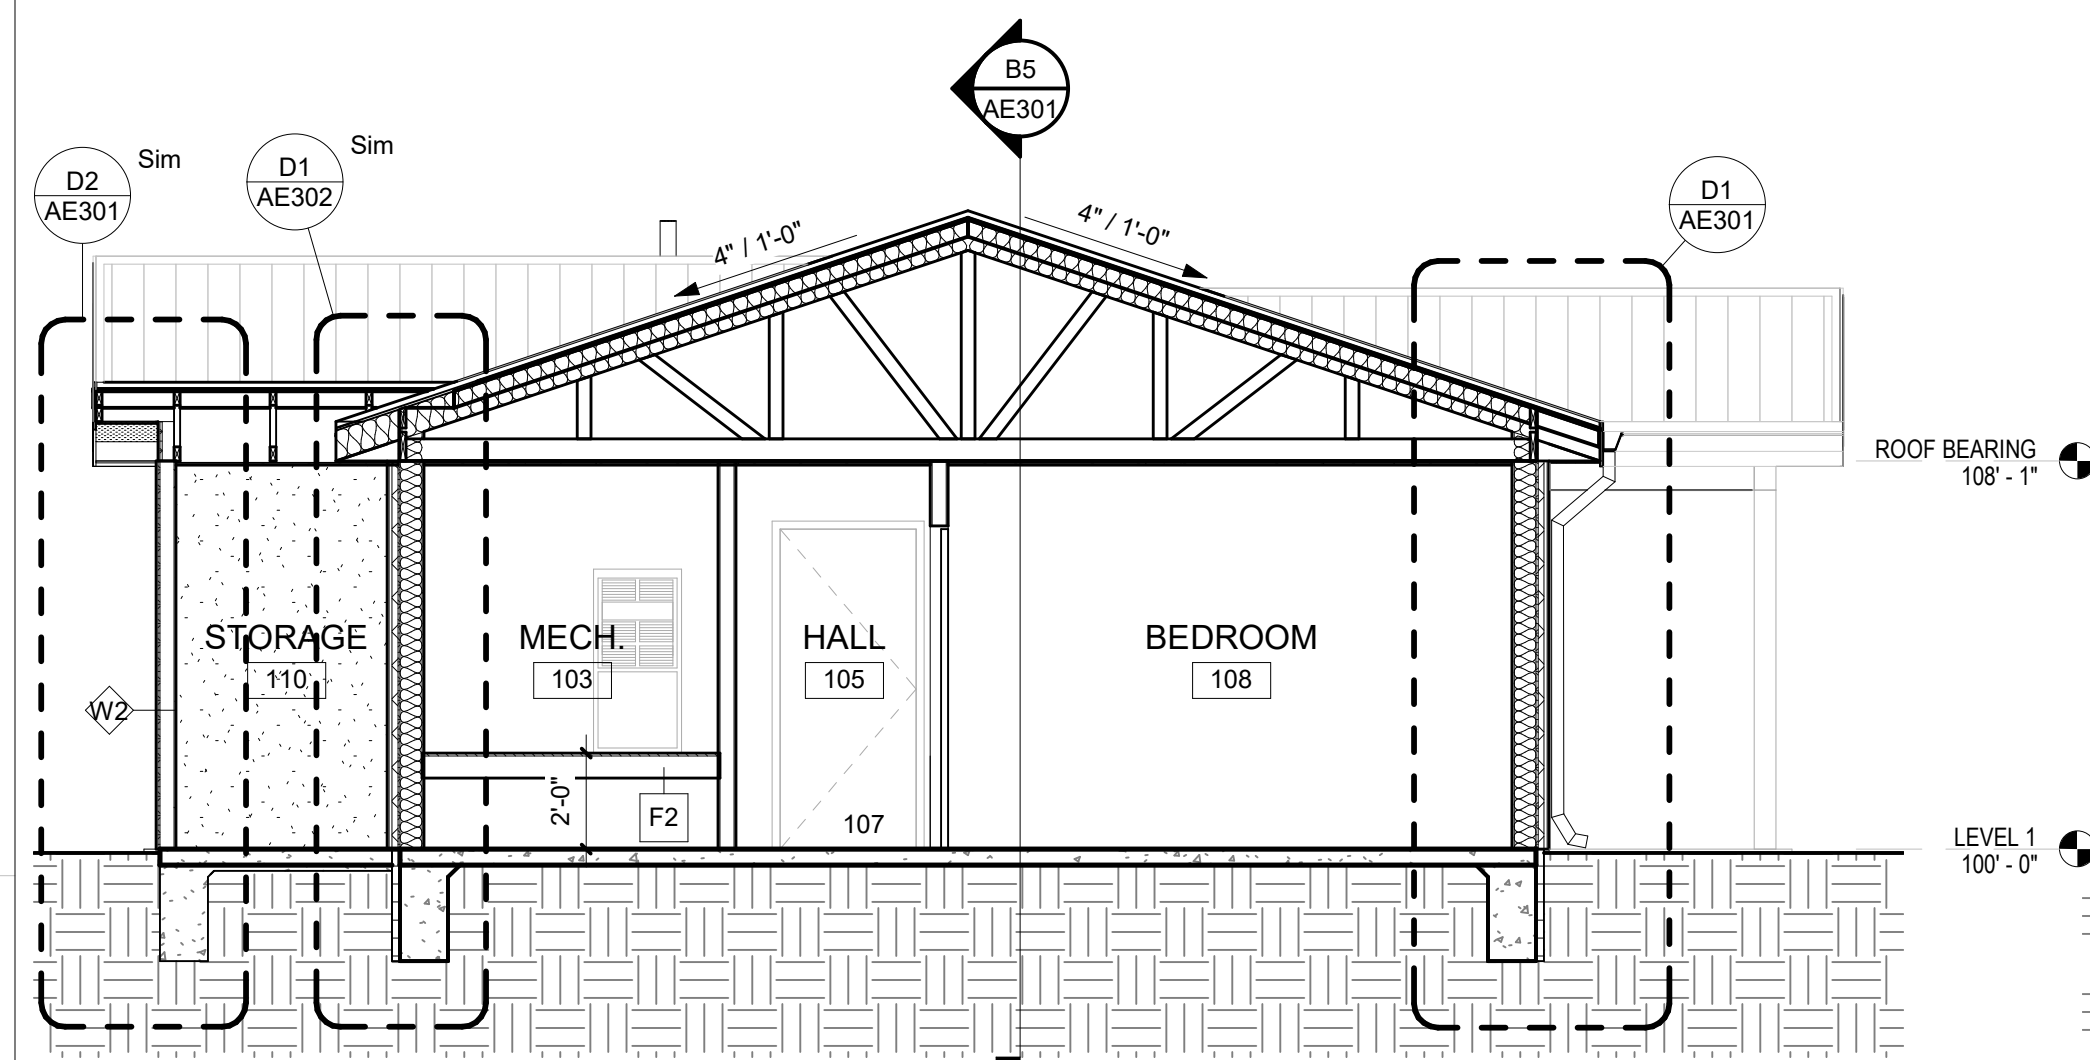 B5
AE301
Sim
D2
AE301
Sim
D1
AE302
D1
AE301
4" / 1'-0"
4" / 1'-0"
ROOF BEARING
108' - 1"
STORAGE
110
MECH.
103
HALL
105
BEDROOM
108
W2
2'-0"
F2
107
LEVEL 1
100' - 0"